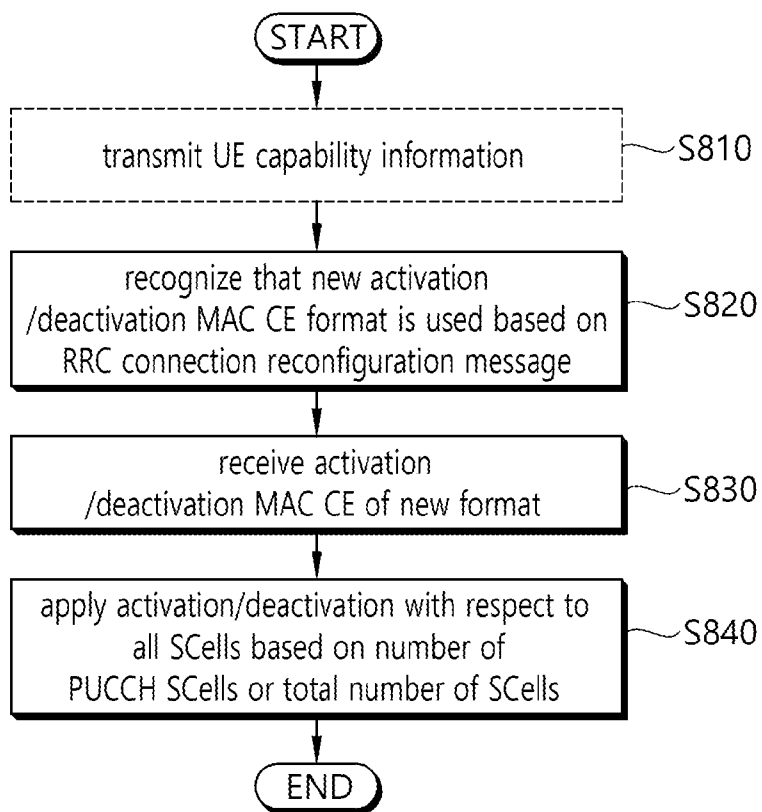 START
transmit UE capability information
S810
recognize that new activation
/deactivation MAC CE format is used based on
RRC connection reconfiguration message
S820
receive activation
/deactivation MAC CE of new format
S830
apply activation/deactivation with respect to
all SCells based on number of
PUCCH SCells or total number of SCells
S840
END